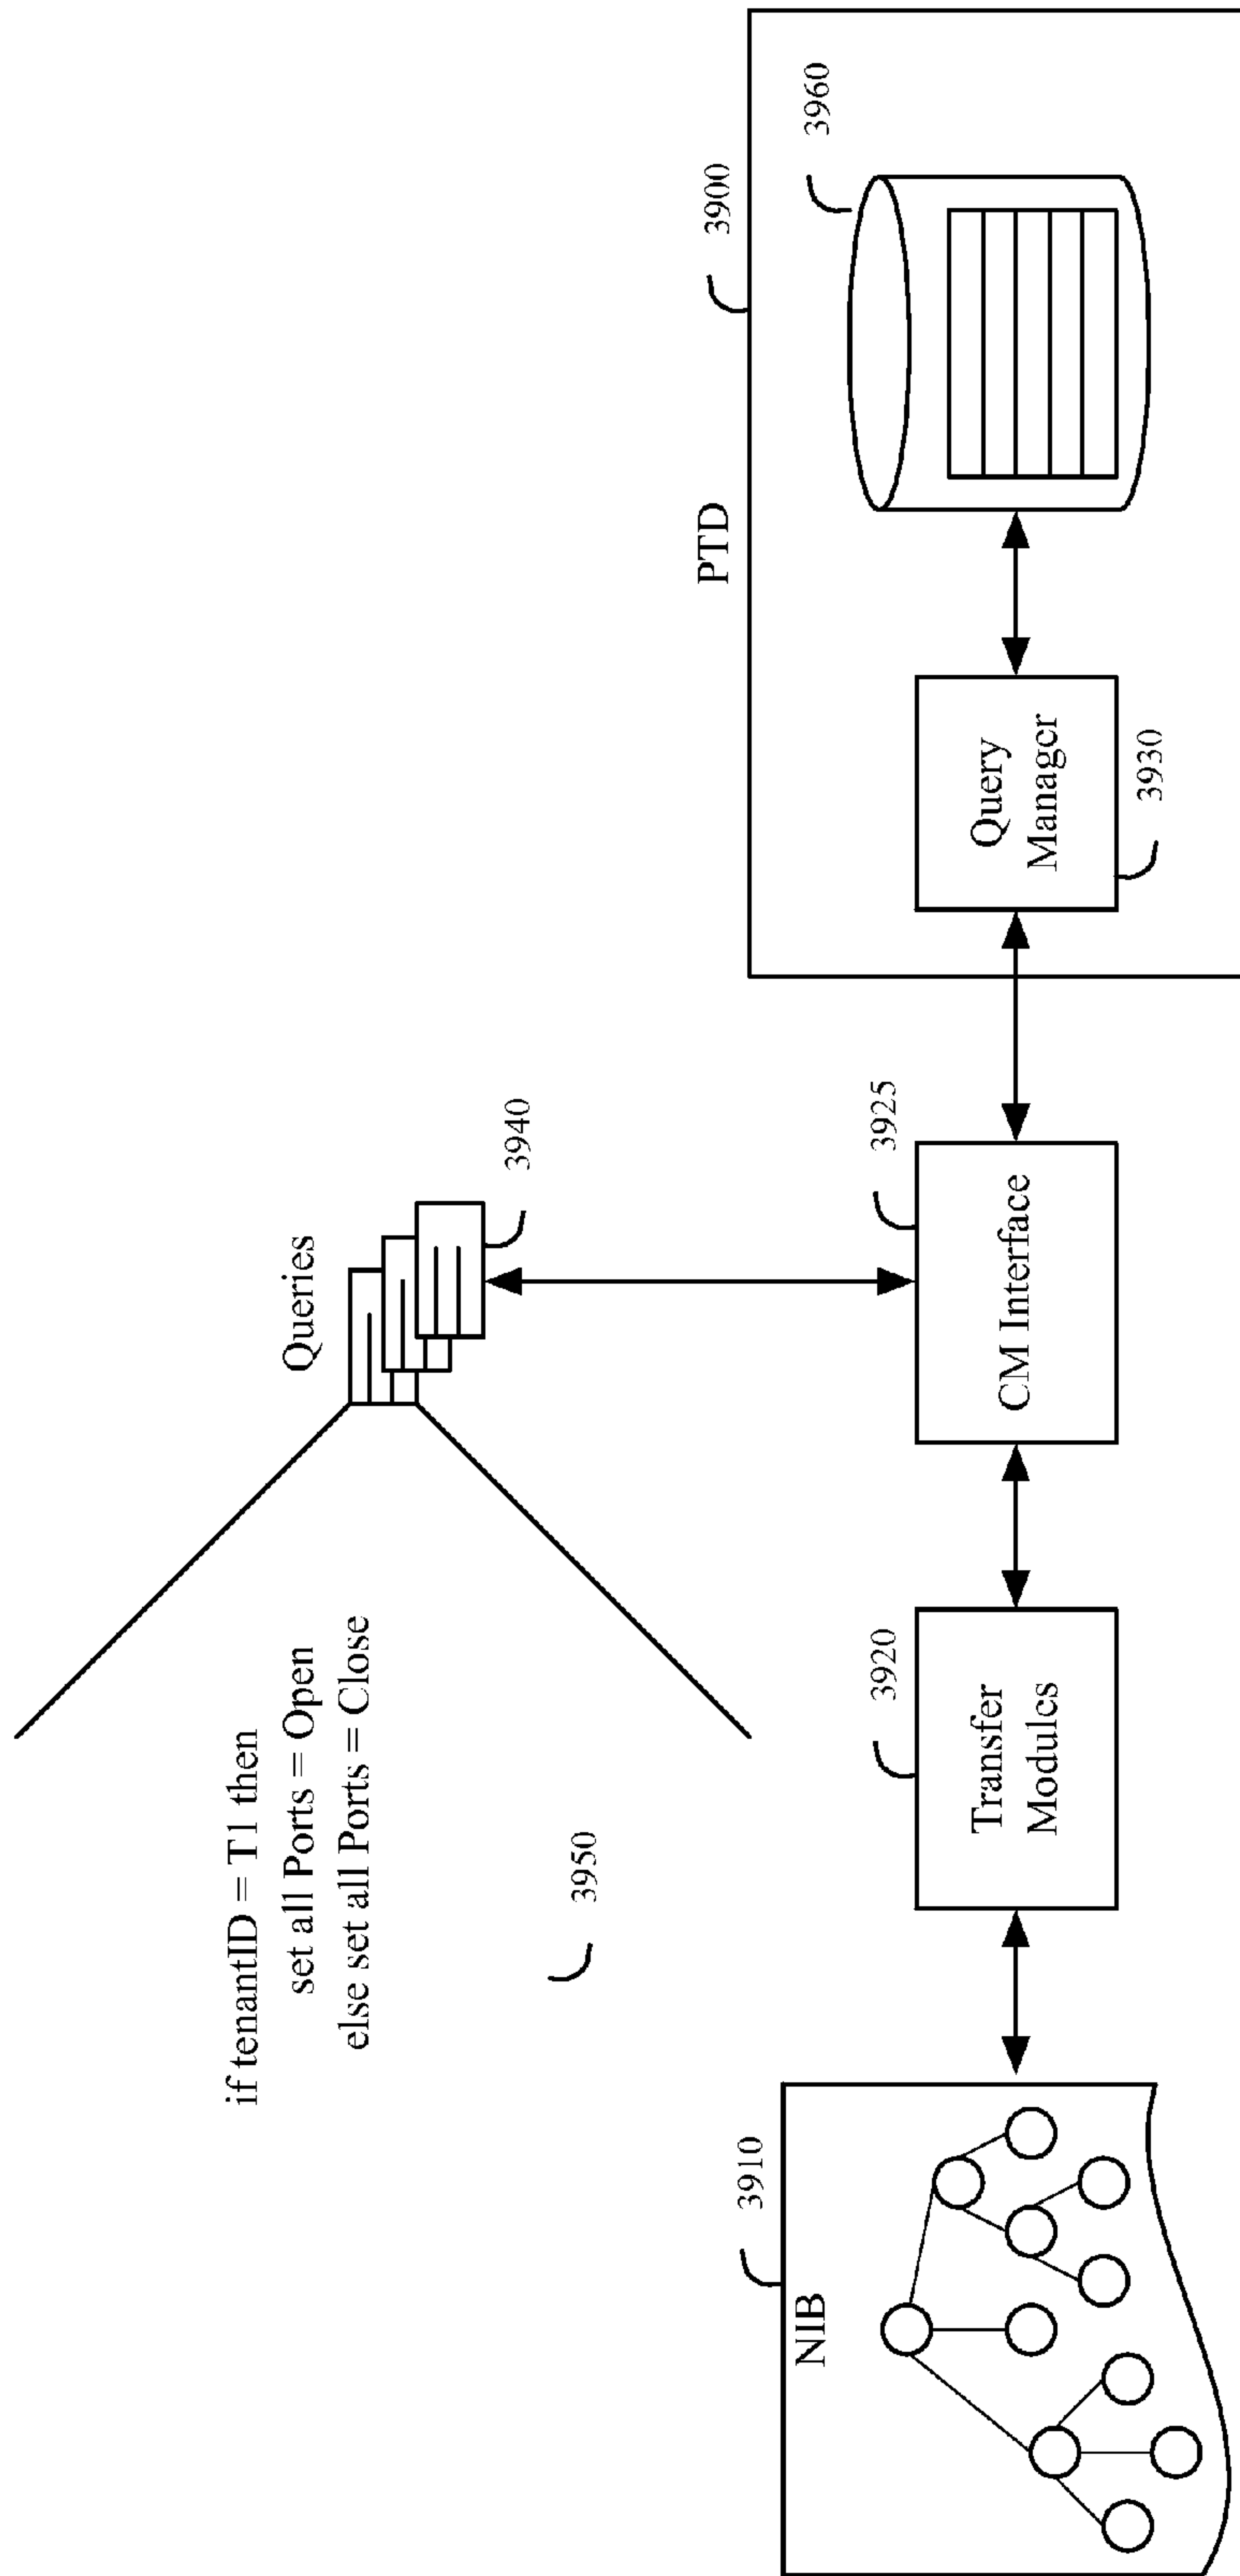 if tenantID = T1 then
set all Ports = Open
else set all Ports = Close
3950
Queries
3940
3910
NIB
3920
Transfer
Modules
3925
CM Interface
PTD
3900
Query
Manager
3930
3960